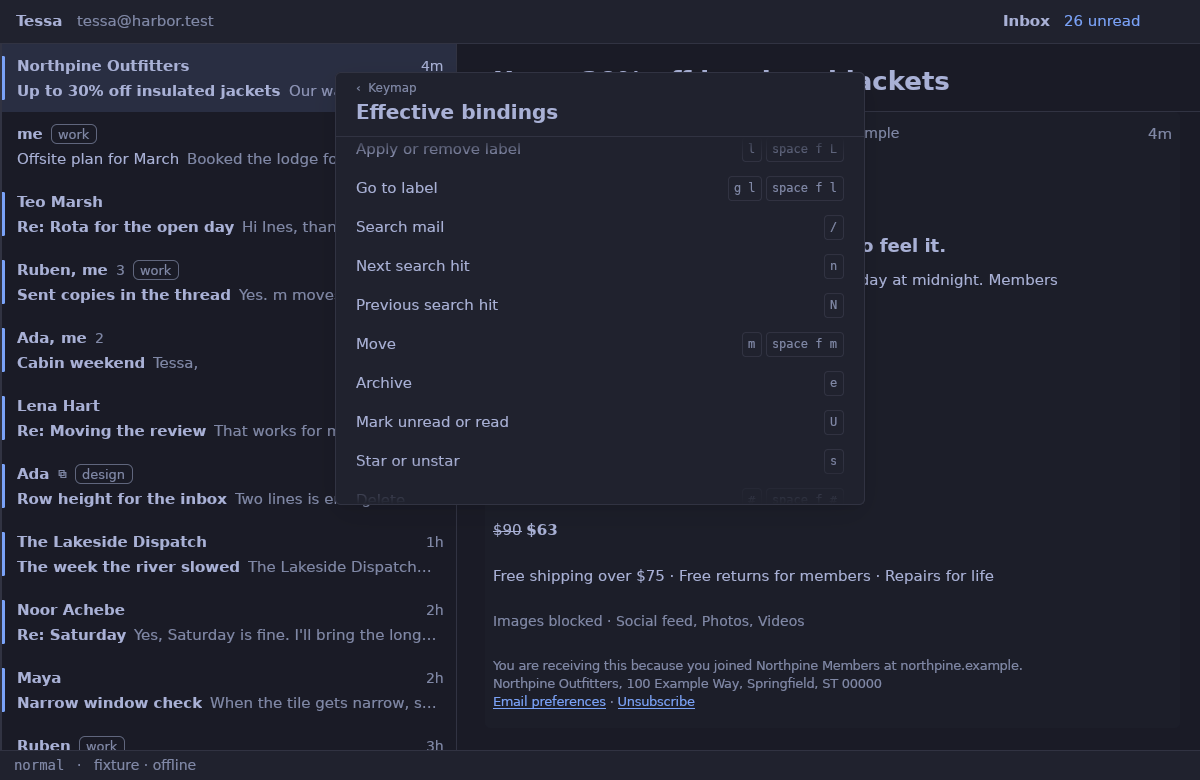 Tessa tessa@harbor.test Inbox 26 unread
Northpine Outfitters 4m
Up to 30% off insulated jackets Our wa
me work
Offsite plan for March Booked the lodge fo
Teo Marsh
Re: Rota for the open day Hi Ines, than
Ruben, me 3 work
Sent copies in the thread Yes. m move
Ada, me 2
Cabin weekend Tessa,
Lena Hart
Re: Moving the review That works for m
Ada design
Row height for the inbox Two lines is e
The Lakeside Dispatch 1h
The week the river slowed The Lakeside Dispatch…
Noor Achebe 2h
Re: Saturday Yes, Saturday is fine. I'll bring the long…
Maya 2h
Narrow window check When the tile gets narrow, s…
Ruben work 3h
‹ Keymap
Effective bindings
Apply or remove label l space f L
Go to label g l space f l
Search mail /
Next search hit n
Previous search hit N
Move m space f m
Archive e
Mark unread or read U
Star or unstar s
Delete
jackets
mple 4m
o feel it.
day at midnight. Members
$90 $63
Free shipping over $75 · Free returns for members · Repairs for life
Images blocked · Social feed, Photos, Videos
You are receiving this because you joined Northpine Members at northpine.example.
Northpine Outfitters, 100 Example Way, Springfield, ST 00000
Email preferences · Unsubscribe
normal · fixture · offline